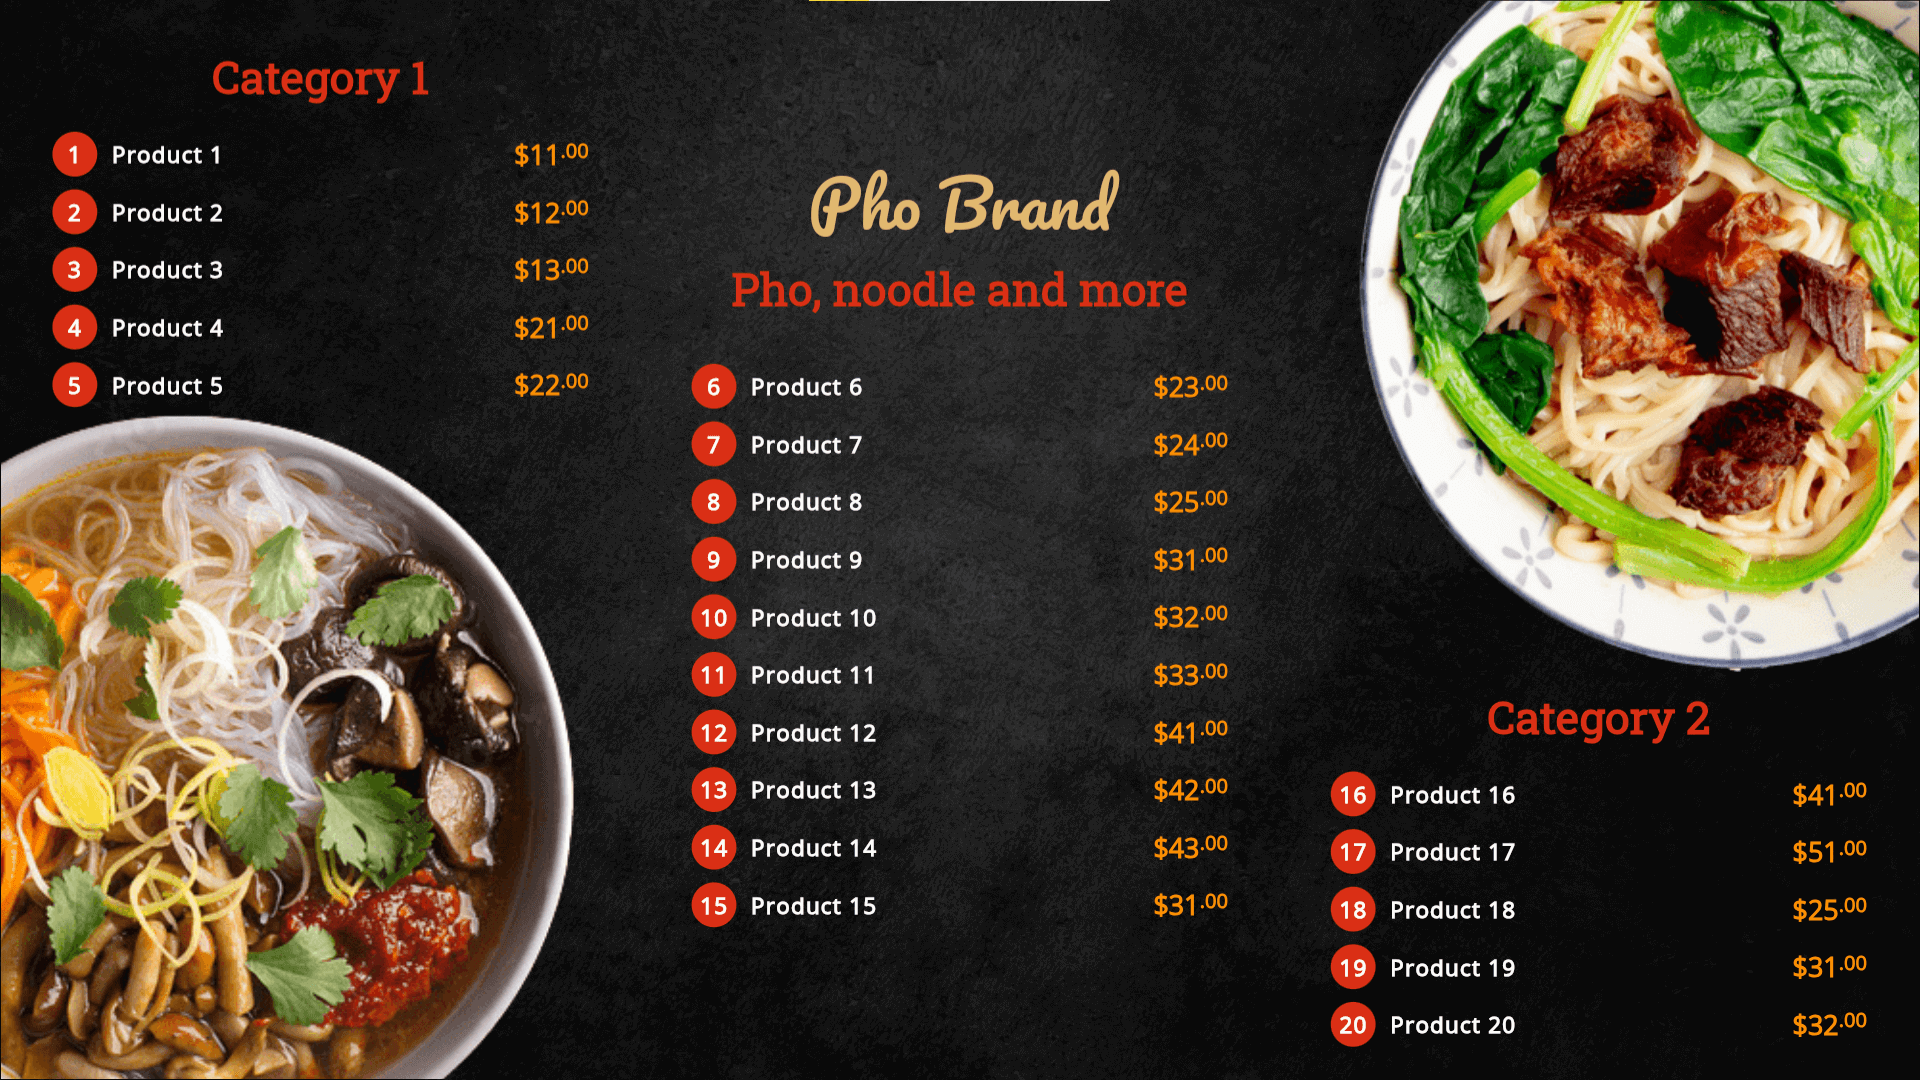 Category 1
1 Product 1 $11.00
2 Product 2 $12.00
3 Product 3 $13.00
4 Product 4 $21.00
5 Product 5 $22.00
Pho Brand
Pho, noodle and more
6 Product 6 $23.00
7 Product 7 $24.00
8 Product 8 $25.00
9 Product 9 $31.00
10 Product 10 $32.00
11 Product 11 $33.00
12 Product 12 $41.00
13 Product 13 $42.00
14 Product 14 $43.00
15 Product 15 $31.00
Category 2
16 Product 16 $41.00
17 Product 17 $51.00
18 Product 18 $25.00
19 Product 19 $31.00
20 Product 20 $32.00